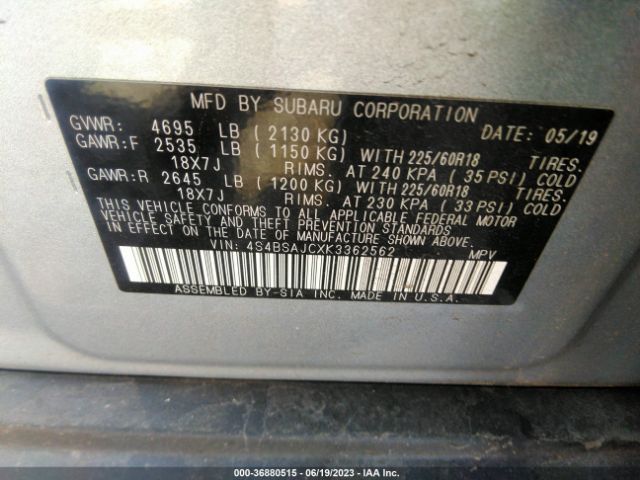 MFD BY SUBARU CORPORATION
GVWR: 4695 LB ( 2130 KG) DATE: 05/19
GAWR:F 2535 LB ( 1150 KG) WITH 225/60R18 TIRES.
18X7J RIMS. AT 240 KPA ( 35 PSI) COLD
GAWR:R 2645 LB ( 1200 KG) WITH 225/60R18 TIRES.
18X7J RIMS. AT 230 KPA ( 33 PSI) COLD
THIS VEHICLE CONFORMS TO ALL APPLICABLE FEDERAL MOTOR
VEHICLE SAFETY AND THEFT PREVENTION STANDARDS
IN EFFECT ON THE DATE OF MANUFACTURE SHOWN ABOVE.
VIN: 4S4BSAJCXK3362562 MPV
ASSEMBLED BY-SIA INC. MADE IN U.S.A.
000-36880515 - 06/19/2023 - IAA Inc.